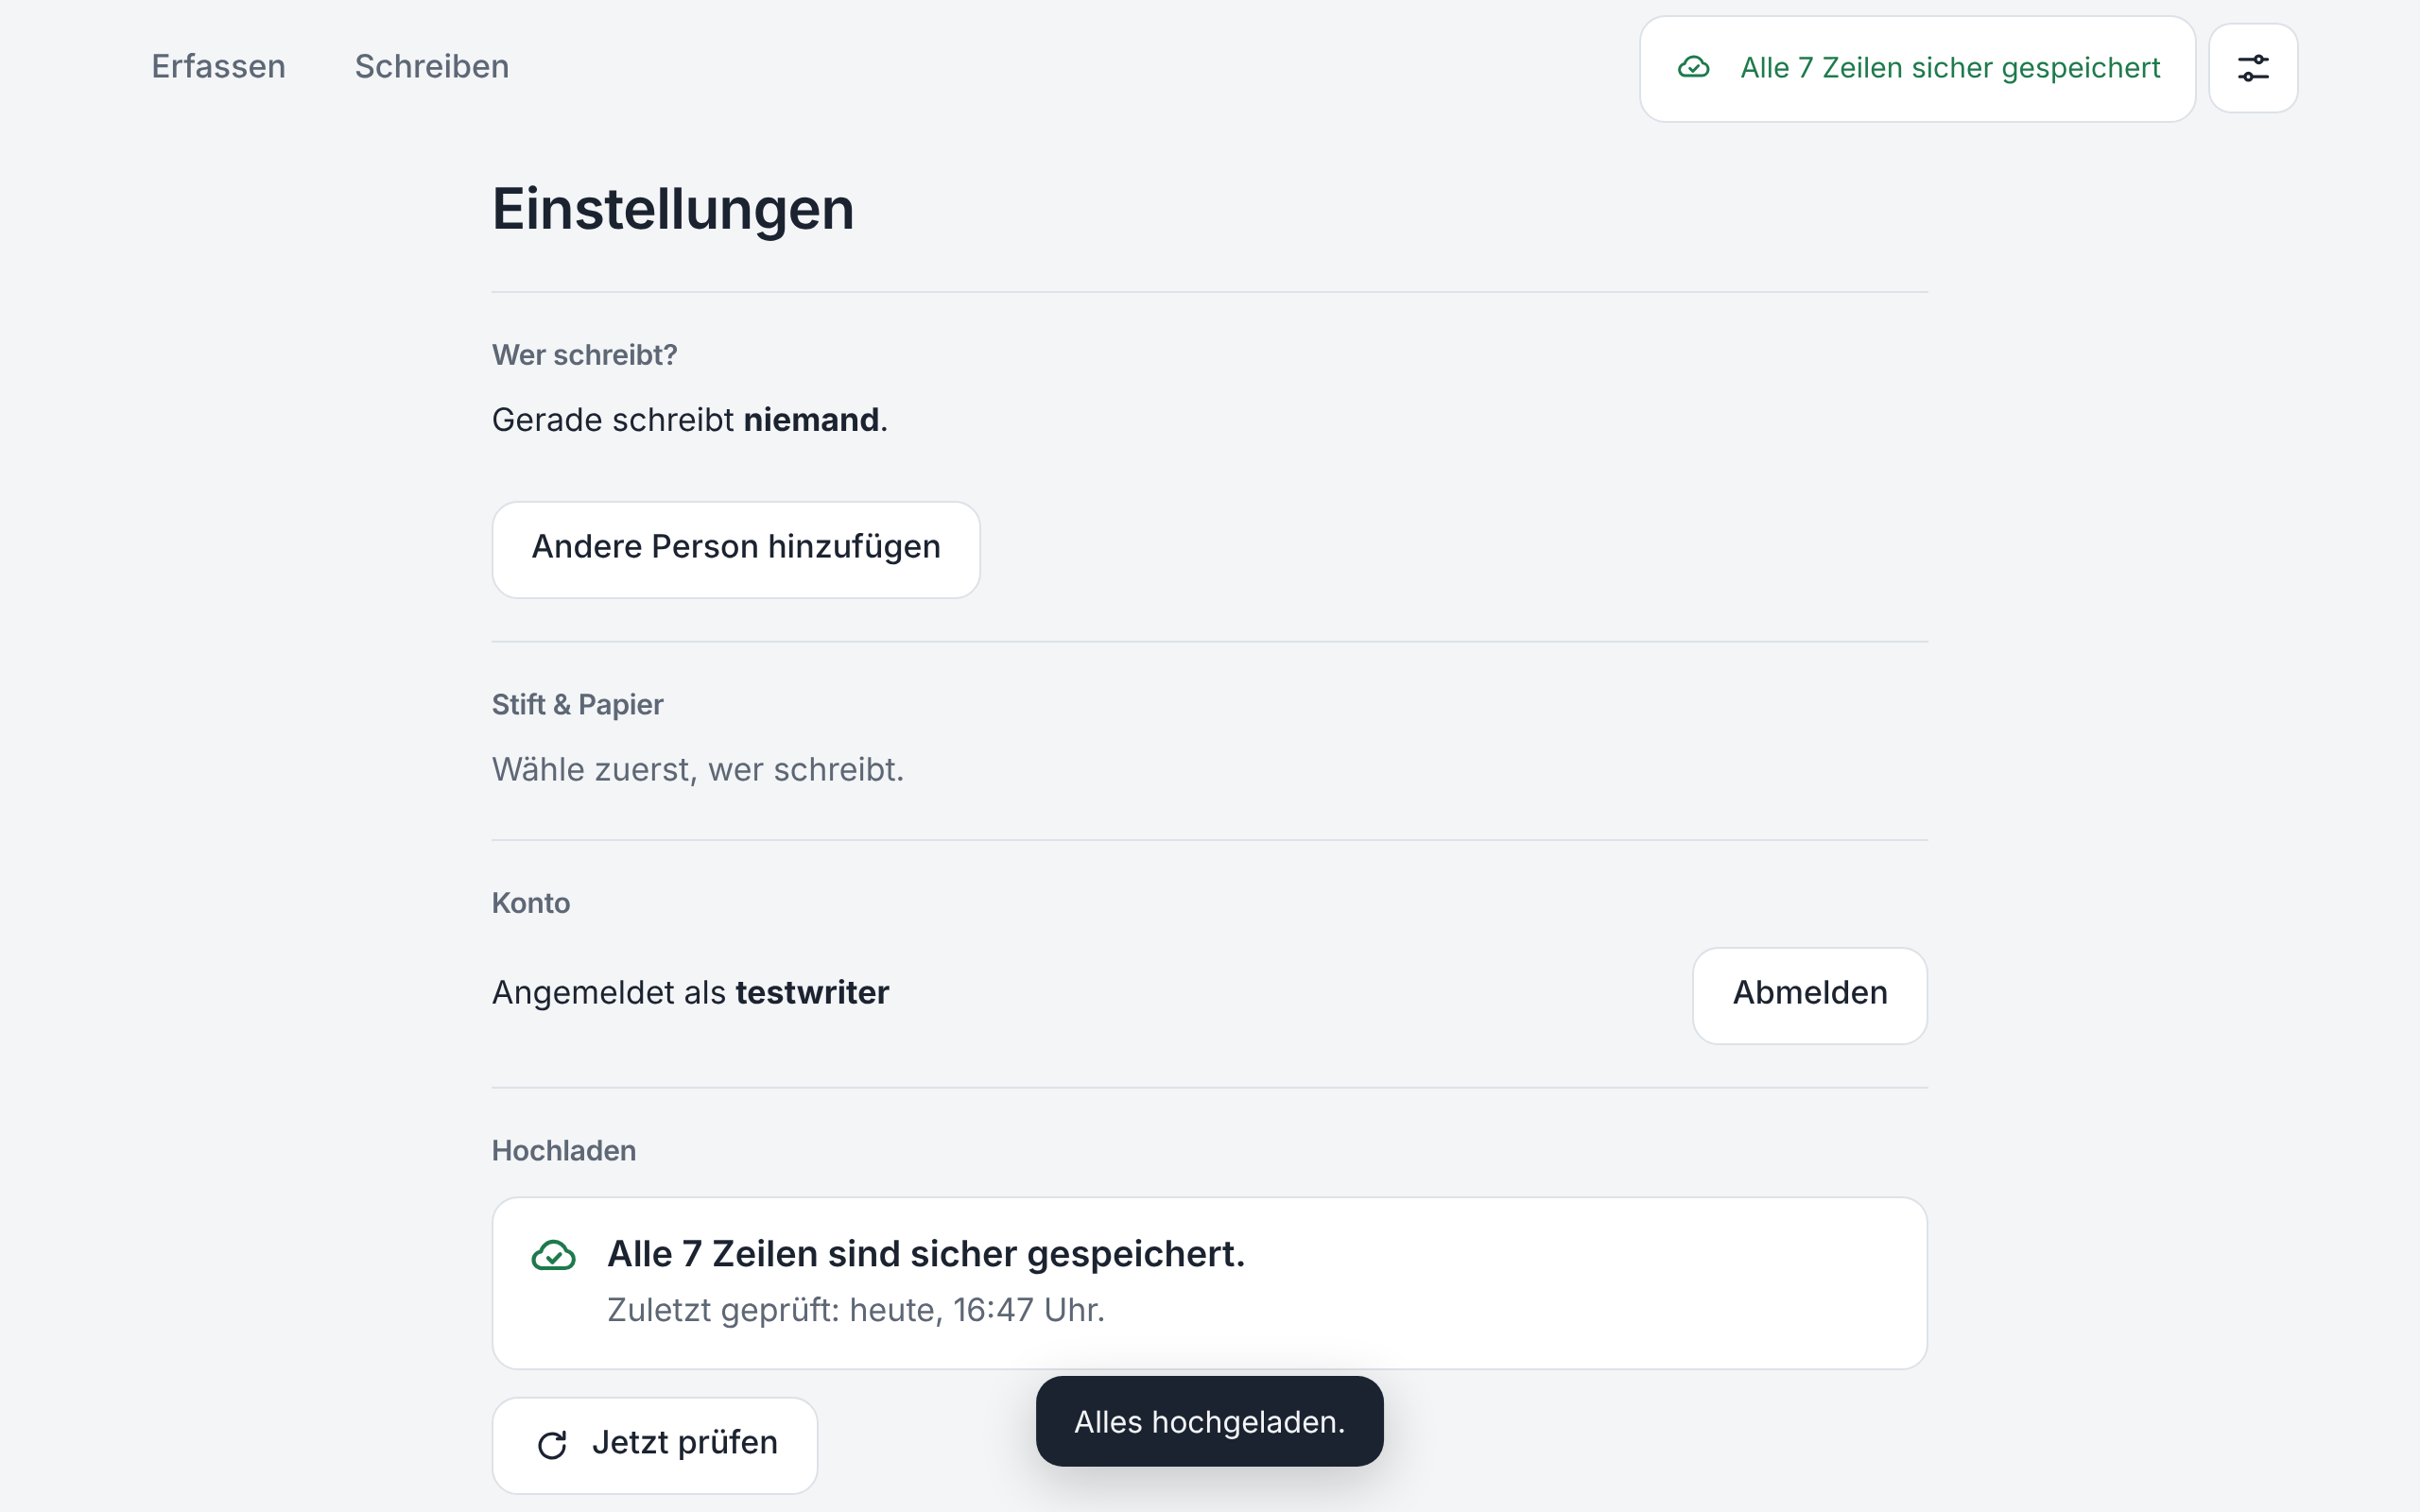 Erfassen Schreiben Alle 7 Zeilen sicher gespeichert
Einstellungen
Wer schreibt?
Gerade schreibt niemand.
Andere Person hinzufügen
Stift & Papier
Wähle zuerst, wer schreibt.
Konto
Angemeldet als testwriter Abmelden
Hochladen
Alle 7 Zeilen sind sicher gespeichert.
Zuletzt geprüft: heute, 16:47 Uhr.
Jetzt prüfen Alles hochgeladen.